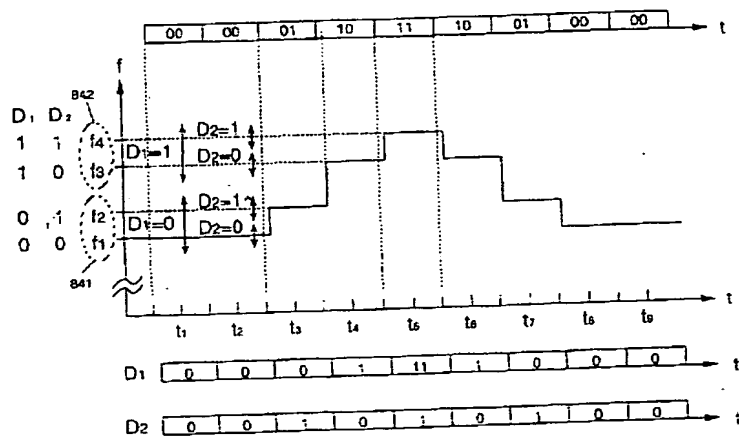 00 00 01 10 11 10 01 00 00 t
f
842
D₁ D₂
1 1 f4 D1=1 D2=1
1 0 f3 D2=0
0 1 f2 D1=0 D2=1
0 0 f1 D2=0
841
t₁ t₂ t₃ t₄ t₅ t₆ t₇ t₈ t₉ t
D1 0 0 0 1 11 1 0 0 0 t
D2 0 0 1 0 1 0 1 0 0 t